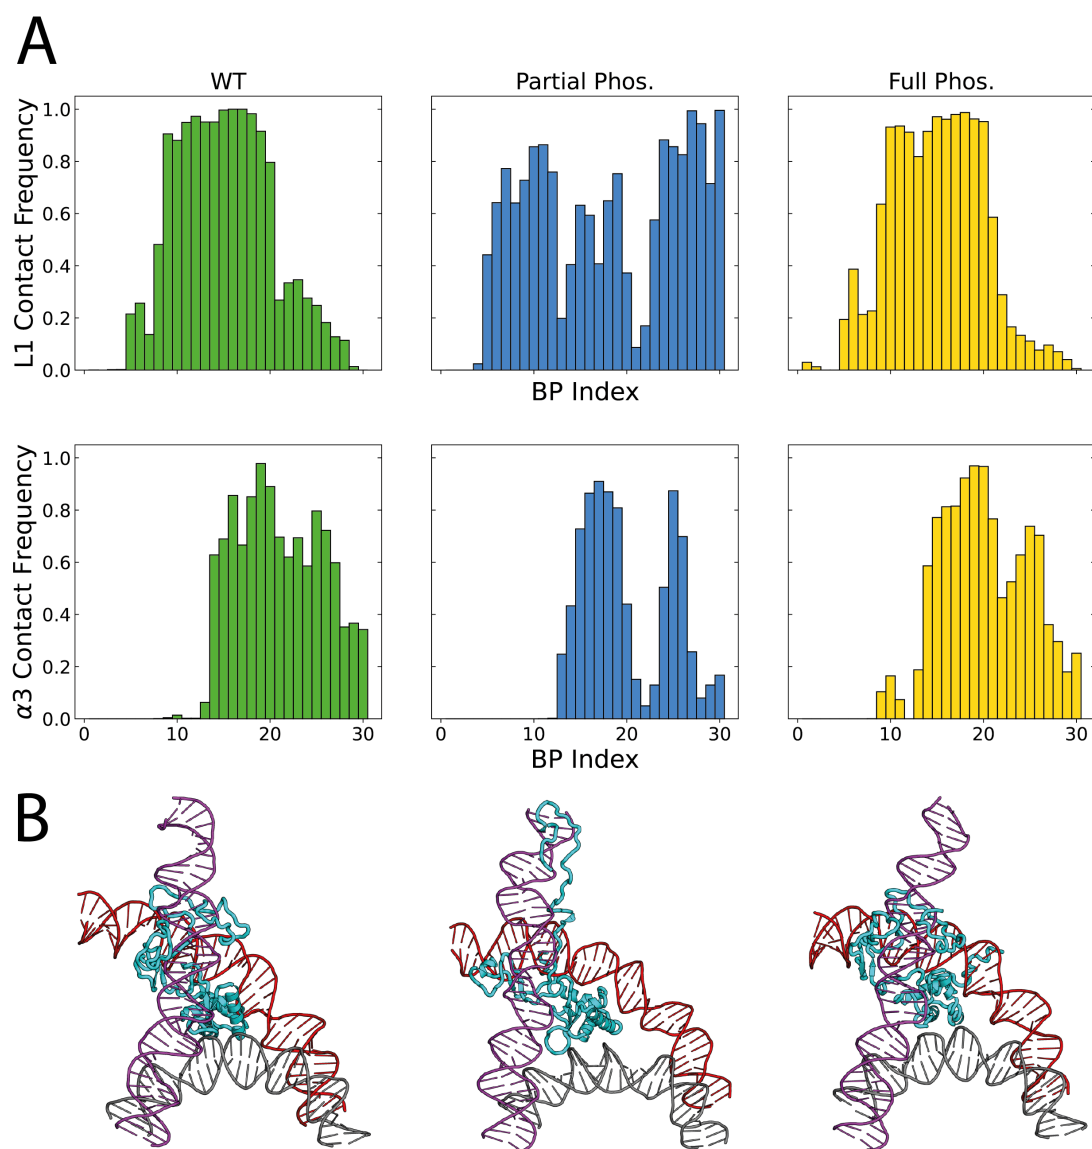 A
WT Partial Phos. Full Phos.
L1 Contact Frequency
1.0
0.8
0.6
0.4
0.2
0.0
BP Index
α3 Contact Frequency
1.0
0.8
0.6
0.4
0.2
0.0
0 10 20 30 0 10 20 30 0 10 20 30
BP Index
B